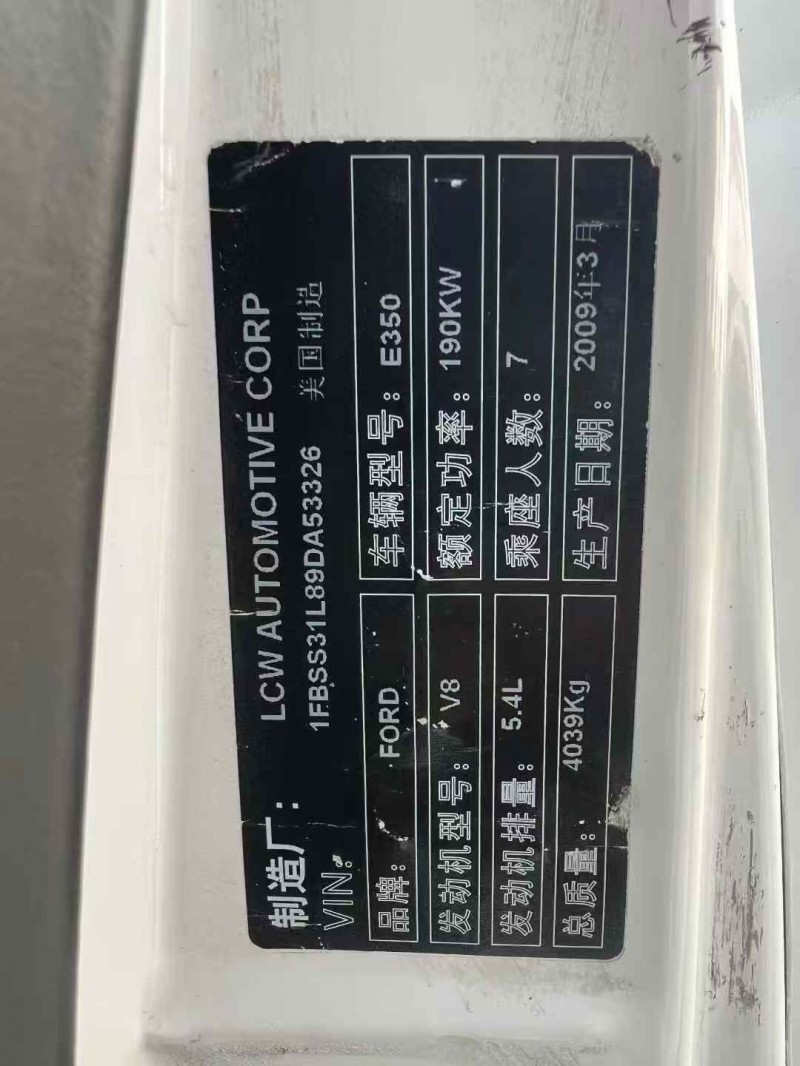 制造厂: LCW AUTOMOTIVE CORP
VIN: 1FBSS31L89DA53326 美国制造
品牌: FORD 车辆型号: E350
发动机型号: V8 额定功率: 190KW
发动机排量: 5.4L 乘座人数: 7
总质量: 4039Kg 生产日期: 2009年3月